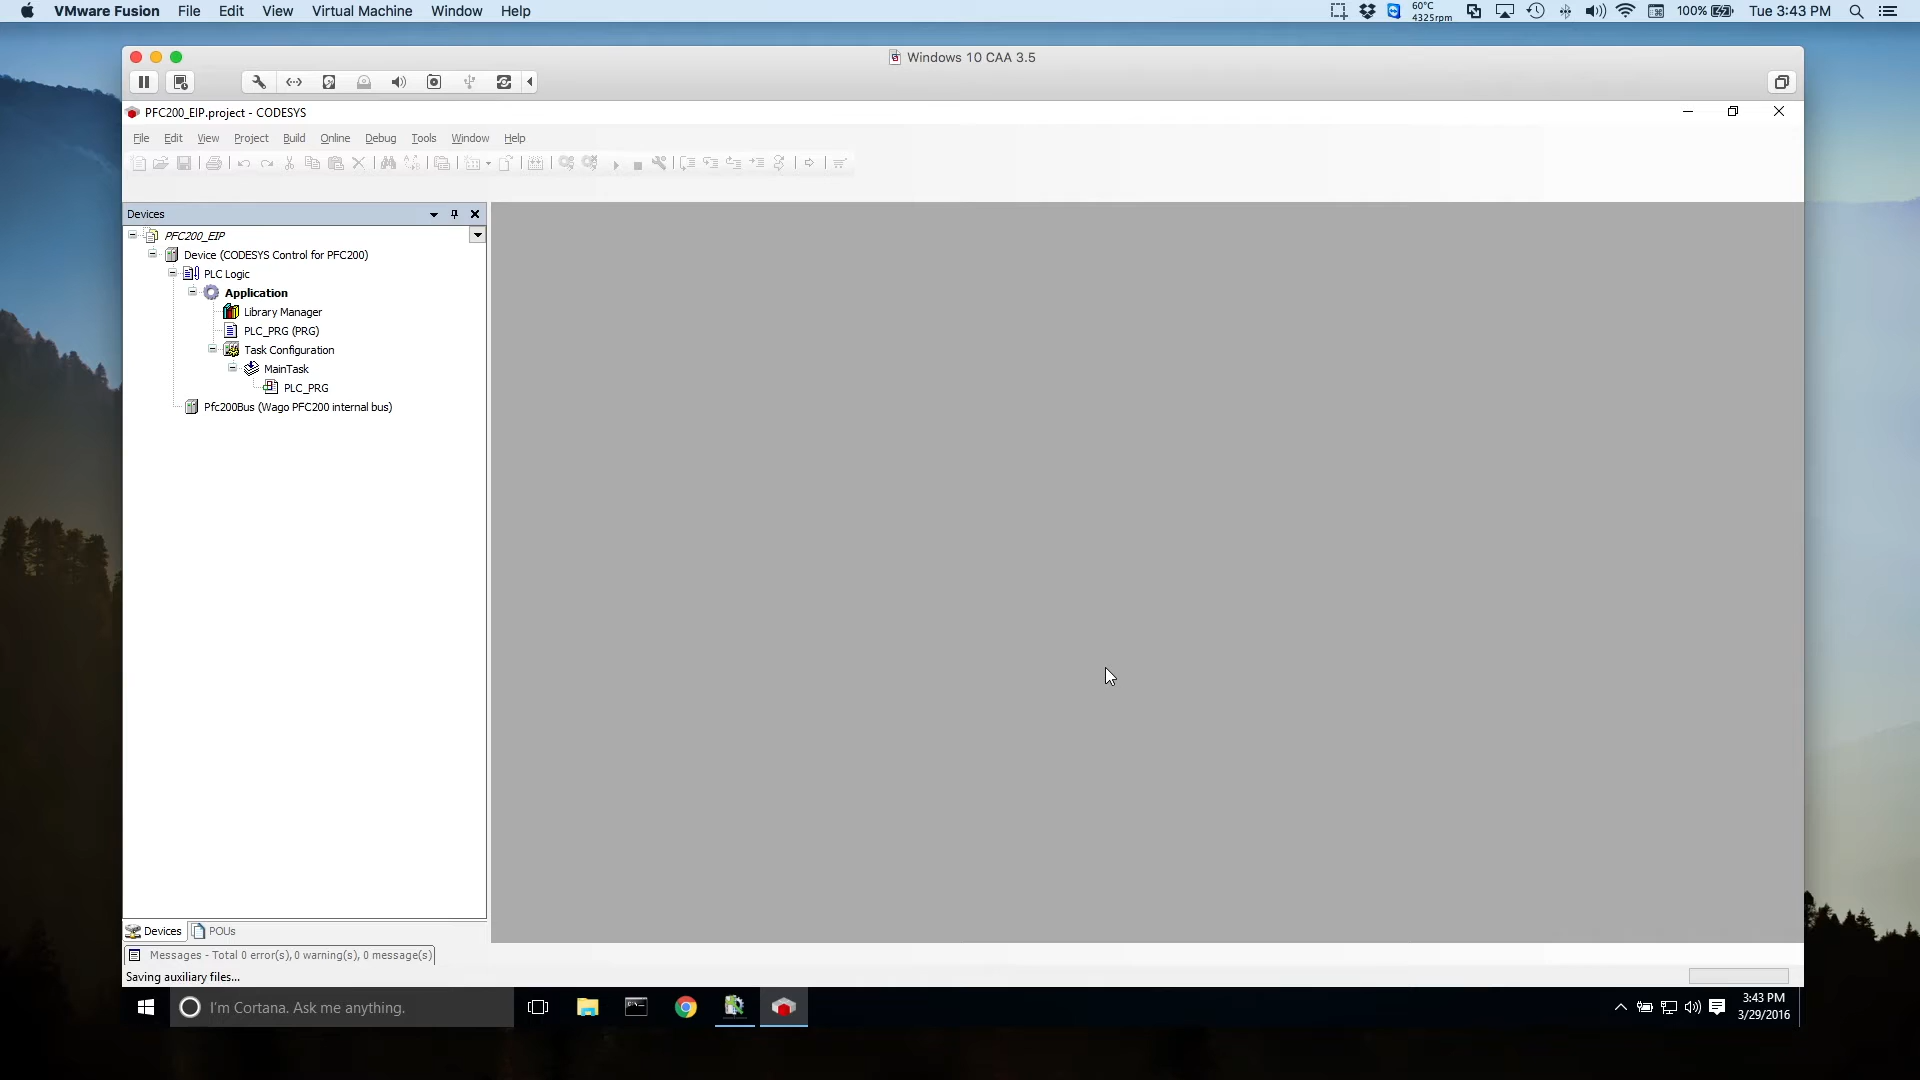 VMware Fusion File Edit View Virtual Machine Window Help
60°C
4325rpm
100%
Tue 3:43 PM
Windows 10 CAA 3.5
PFC200_EIP.project - CODESYS
File Edit View Project Build Online Debug Tools Window Help
Devices
PFC200_EIP
Device (CODESYS Control for PFC200)
PLC Logic
Application
Library Manager
PLC_PRG (PRG)
Task Configuration
MainTask
PLC_PRG
Pfc200Bus (Wago PFC200 internal bus)
Devices
POUs
Messages - Total 0 error(s), 0 warning(s), 0 message(s)
Saving auxiliary files...
I'm Cortana. Ask me anything.
3:43 PM
3/29/2016